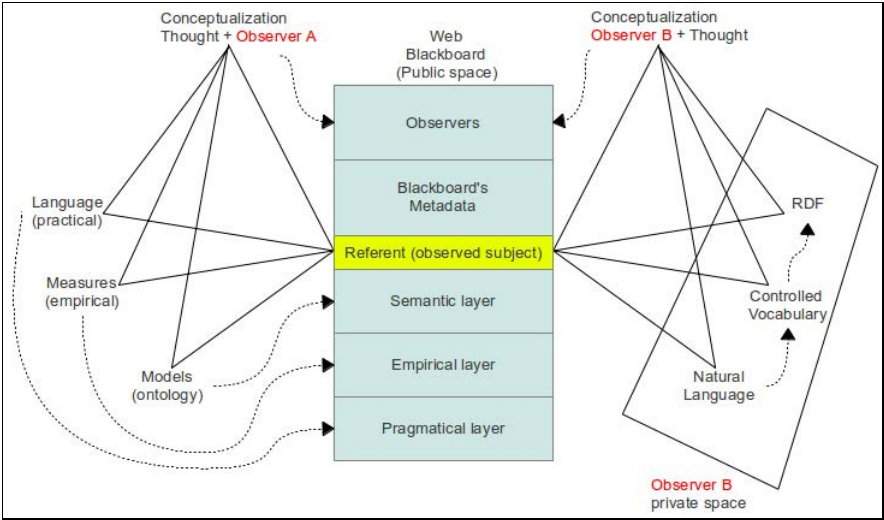 Conceptualization
Thought + Observer A
Web
Blackboard
(Public space)
Conceptualization
Observer B + Thought
Observers
Blackboard's
Metadata
Referent (observed subject)
Semantic layer
Empirical layer
Pragmatical layer
Language
(practical)
Measures
(empirical)
Models
(ontology)
RDF
Controlled
Vocabulary
Natural
Language
Observer B
private space